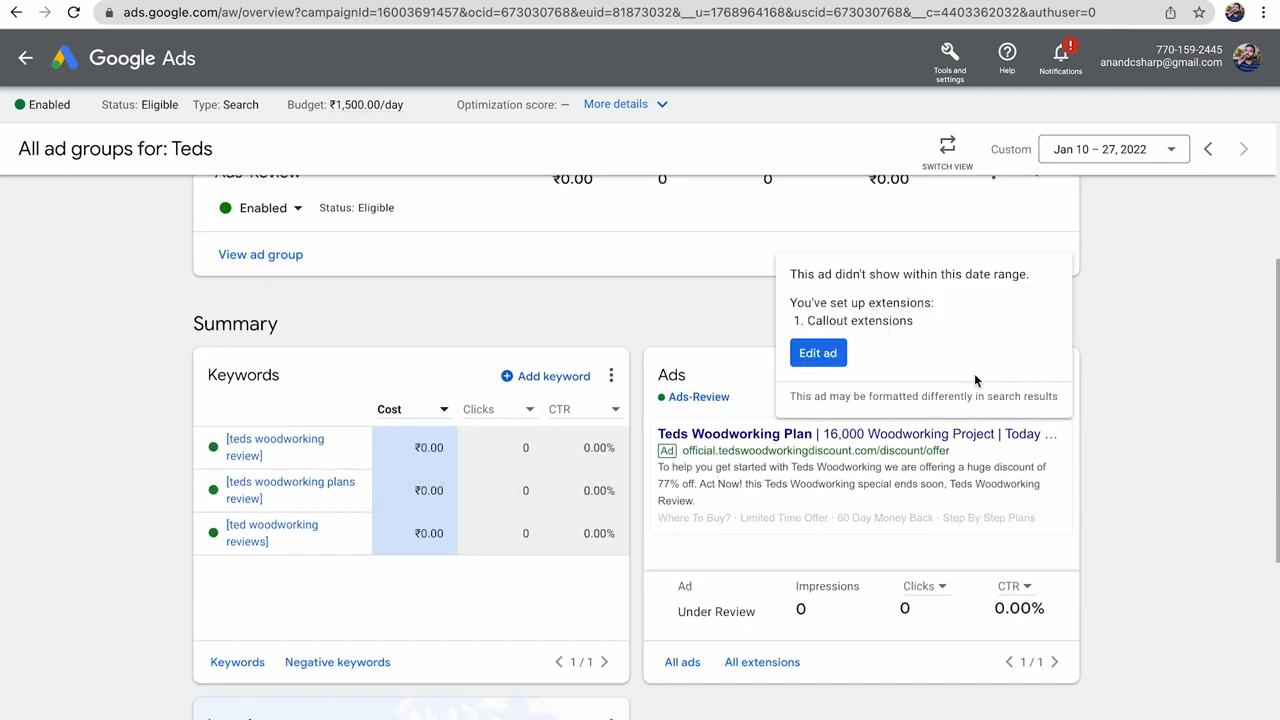 ads.google.com/aw/overview?campaignId=16003691457&ocid=673030768&euid=81873032&__u=1768964168&uscid=673030768&__c=4403362032&authuser=0
Google Ads
Tools and
settings
Help
!
Notifications
770-159-2445
anandcsharp@gmail.com
Enabled Status: Eligible Type: Search Budget: ₹1,500.00/day Optimization score: – More details
All ad groups for: Teds
SWITCH VIEW
Custom Jan 10 – 27, 2022
Ads-Review ₹0.00 0 0 ₹0.00
Enabled Status: Eligible
View ad group
This ad didn't show within this date range.
You've set up extensions:
1. Callout extensions
Edit ad
This ad may be formatted differently in search results
Summary
Keywords
Add keyword
Cost Clicks CTR
[teds woodworking
review]
₹0.00 0 0.00%
[teds woodworking plans
review]
₹0.00 0 0.00%
[ted woodworking
reviews]
₹0.00 0 0.00%
Keywords Negative keywords 1 / 1
Ads
Ads-Review
Teds Woodworking Plan | 16,000 Woodworking Project | Today ...
Ad official.tedswoodworkingdiscount.com/discount/offer
To help you get started with Teds Woodworking we are offering a huge discount of
77% off. Act Now! this Teds Woodworking special ends soon, Teds Woodworking
Review.
Where To Buy? · Limited Time Offer · 60 Day Money Back · Step By Step Plans
Ad Impressions Clicks CTR
Under Review 0 0 0.00%
All ads All extensions 1 / 1